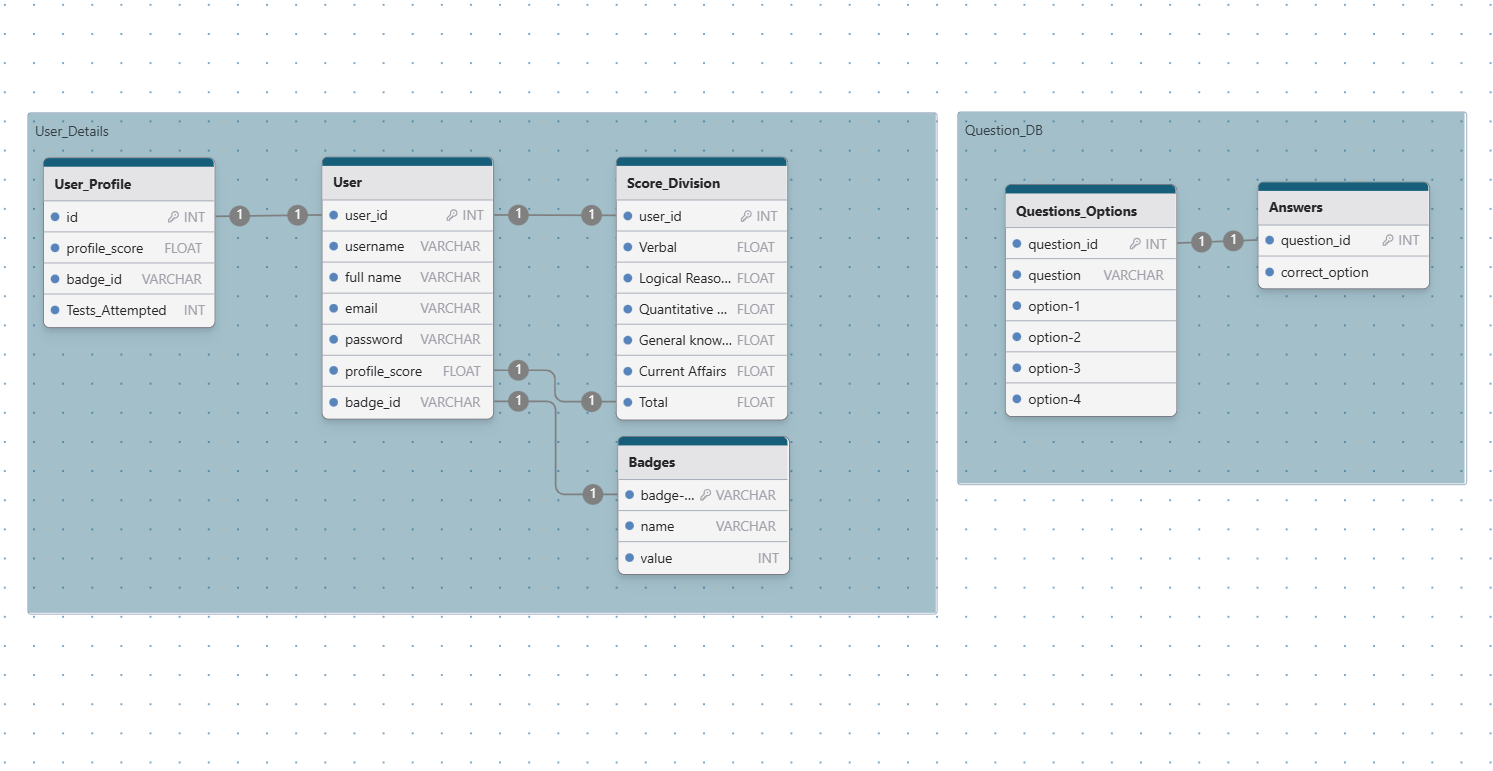 User_Details
User_Profile
id INT
profile_score FLOAT
badge_id VARCHAR
Tests_Attempted INT
1 1
User
user_id INT
username VARCHAR
full name VARCHAR
email VARCHAR
password VARCHAR
profile_score FLOAT
badge_id VARCHAR
1 1
1 1
1 1
Score_Division
user_id INT
Verbal FLOAT
Logical Reaso... FLOAT
Quantitative ... FLOAT
General know... FLOAT
Current Affairs FLOAT
Total FLOAT
Badges
badge-... VARCHAR
name VARCHAR
value INT
Question_DB
Questions_Options
question_id INT
question VARCHAR
option-1
option-2
option-3
option-4
1 1
Answers
question_id INT
correct_option